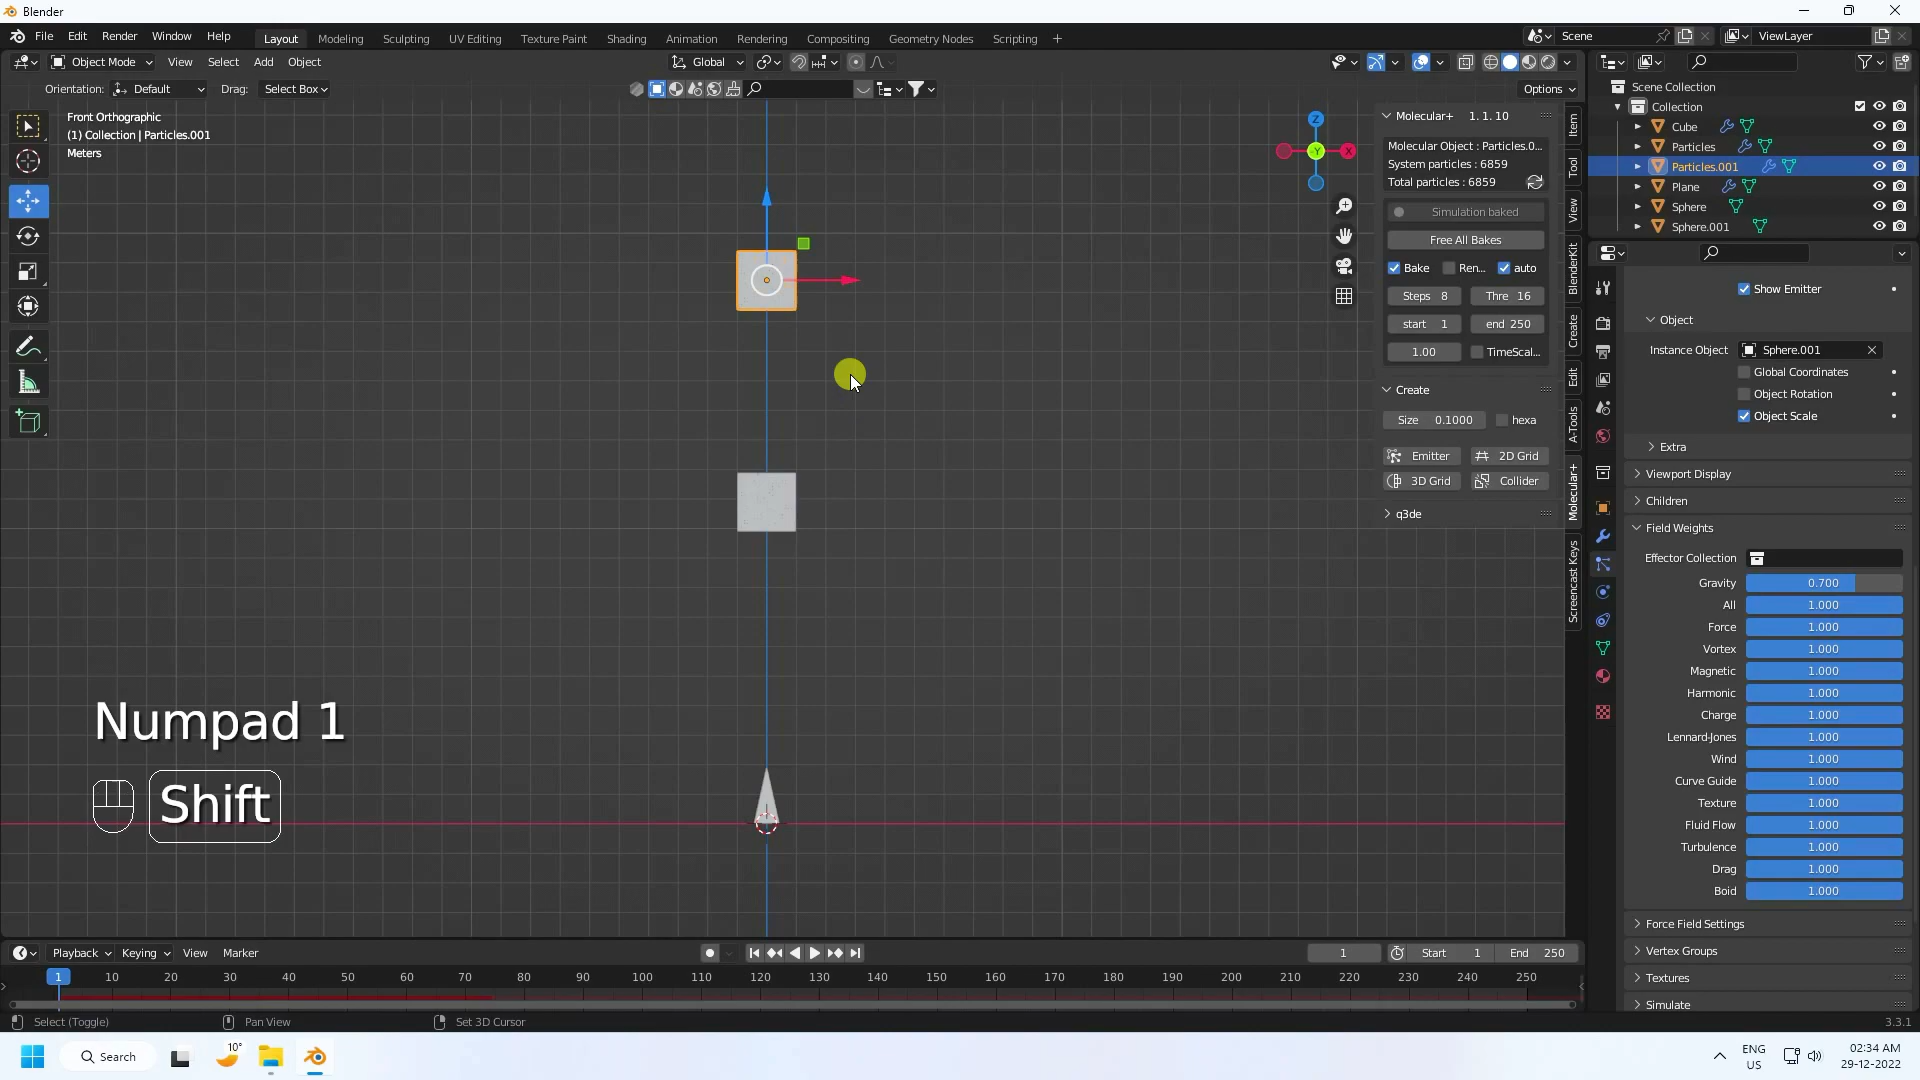 Blender
File Edit Render Window Help
Layout Modeling Sculpting UV Editing Texture Paint Shading Animation Rendering Compositing Geometry Nodes Scripting +
Scene
ViewLayer
Object Mode View Select Add Object
Global
Orientation: Default Drag: Select Box
Options
Front Orthographic
(1) Collection | Particles.001
Meters
Z
Y
X
Molecular+ 1. 1. 10
Molecular Object : Particles.0...
System particles : 6859
Total particles : 6859
Simulation baked
Free All Bakes
Bake Ren... auto
Steps 8 Thre 16
start 1 end 250
1.00 TimeScal...
Create
Size 0.1000 hexa
Emitter 2D Grid
3D Grid Collider
q3de
Item
Tool
View
BlenderKit
Create
Edit
A-Tools
Molecular+
Screencast Keys
Scene Collection
Collection
Cube
Particles
Particles.001
Plane
Sphere
Sphere.001
Show Emitter
Object
Instance Object Sphere.001
Global Coordinates
Object Rotation
Object Scale
Extra
Viewport Display
Children
Field Weights
Effector Collection
Gravity 0.700
All 1.000
Force 1.000
Vortex 1.000
Magnetic 1.000
Harmonic 1.000
Charge 1.000
Lennard-Jones 1.000
Wind 1.000
Curve Guide 1.000
Texture 1.000
Fluid Flow 1.000
Turbulence 1.000
Drag 1.000
Boid 1.000
Force Field Settings
Vertex Groups
Textures
Simulate
Numpad 1
Shift
Playback Keying View Marker
1 Start 1 End 250
1 10 20 30 40 50 60 70 80 90 100 110 120 130 140 150 160 170 180 190 200 210 220 230 240 250
Select (Toggle) Pan View Set 3D Cursor
3.3.1
Search
10°
ENG
US
02:34 AM
29-12-2022